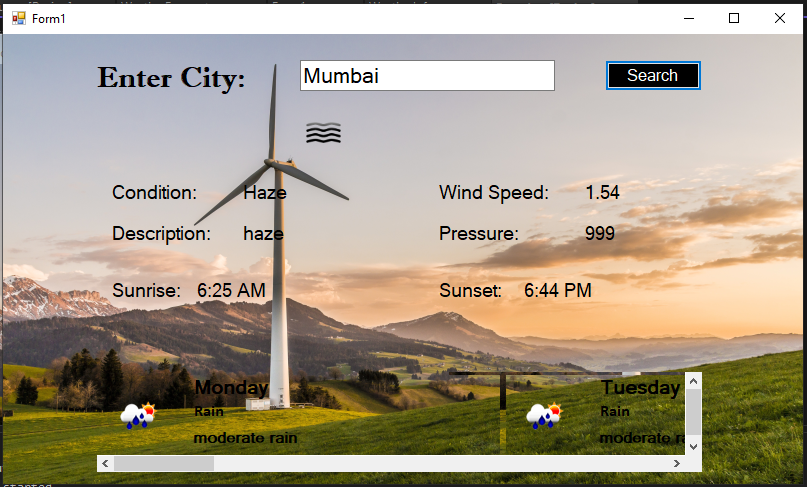 Form1
Enter City:
Mumbai
Search
Condition: Haze
Wind Speed: 1.54
Description: haze
Pressure: 999
Sunrise: 6:25 AM
Sunset: 6:44 PM
Monday
Rain
moderate rain
Tuesday
Rain
moderate